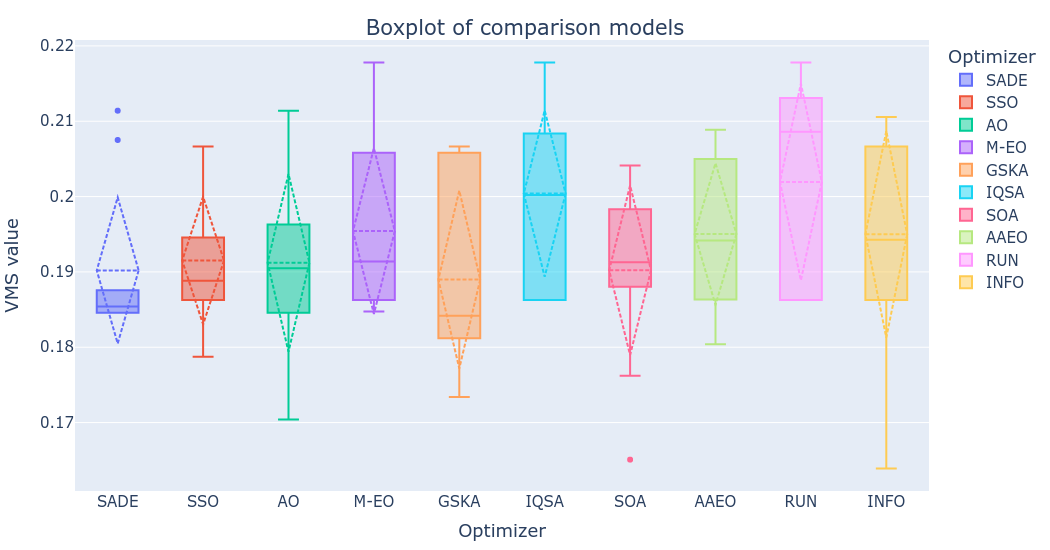 Boxplot of comparison models
0.22
0.21
0.2
0.19
0.18
0.17
VMS value
SADE
SSO
AO
M-EO
GSKA
IQSA
SOA
AAEO
RUN
INFO
Optimizer
Optimizer
SADE
SSO
AO
M-EO
GSKA
IQSA
SOA
AAEO
RUN
INFO